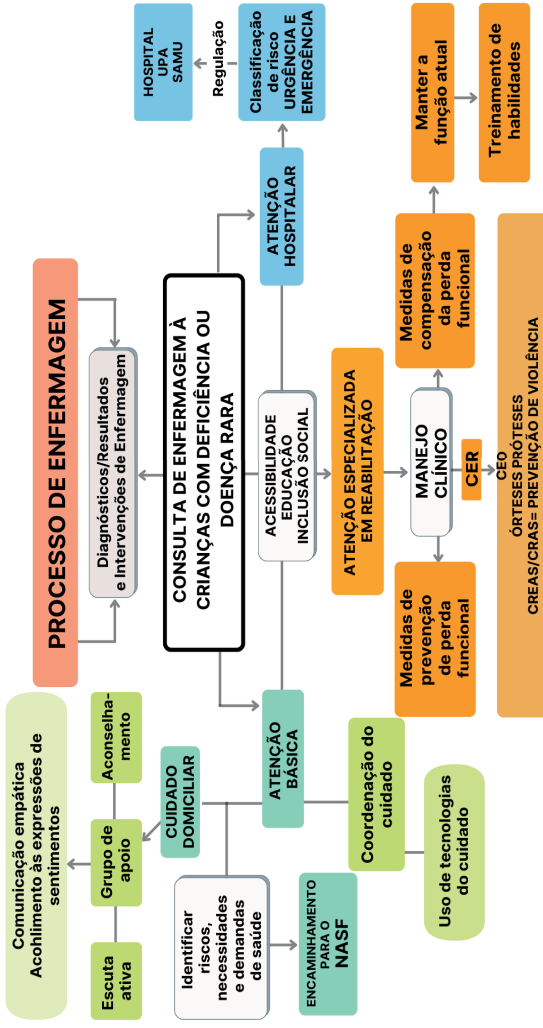 PROCESSO DE ENFERMAGEM
Diagnósticos/Resultados
e Intervenções de Enfermagem
CONSULTA DE ENFERMAGEM À
CRIANÇAS COM DEFICIÊNCIA OU
DOENÇA RARA
Comunicação empática
Acohlimento às expressões de
sentimentos
Escuta
ativa
Grupo de
apoio
Aconselha-
mento
CUIDADO
DOMICILIAR
Identificar
riscos,
necessidades
e demandas
de saúde
ENCAMINHAMENTO
PARA O
NASF
ATENÇÃO
BÁSICA
Coordenação do
cuidado
Uso de tecnologias
do cuidado
ACESSIBILIDADE
EDUCAÇÃO
INCLUSÃO SOCIAL
ATENÇÃO
HOSPITALAR
Classificação
de risco
URGÊNCIA E
EMERGÊNCIA
Regulação
HOSPITAL
UPA
SAMU
ATENÇÃO ESPECIALIZADA
EM REABILITAÇÃO
MANEJO
CLÍNICO
Medidas de
prevenção
de perda
funcional
CER
Medidas de
compensação
da perda
funcional
Manter a
função atual
Treinamento de
habilidades
CEO
ÓRTESES PRÓTESES
CREAS/CRAS= PREVENÇÃO DE VIOLÊNCIA